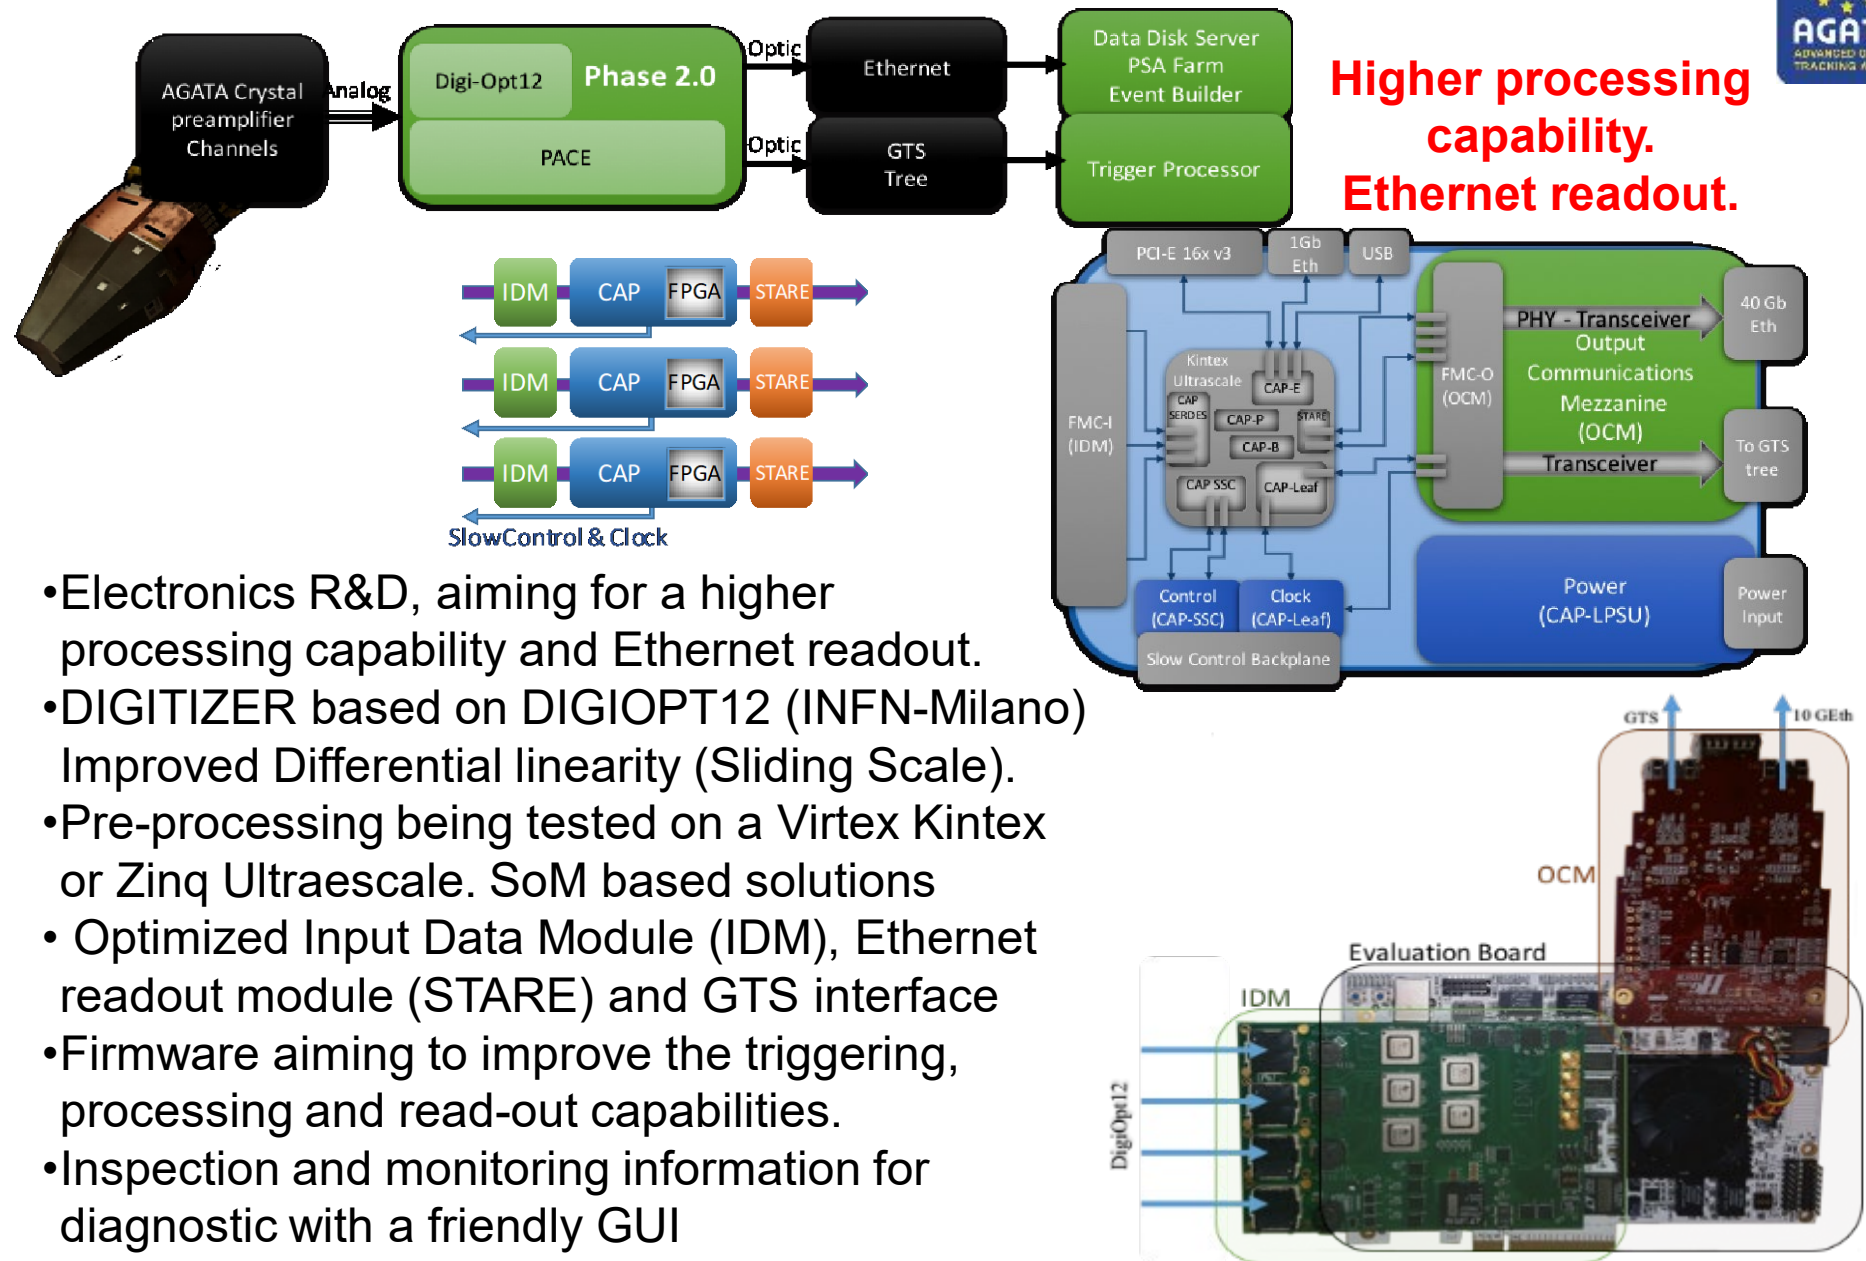 AGATA Crystal
preamplifier
Channels
Analog
Digi-Opt12
Phase 2.0
PACE
Optic
Optic
Ethernet
GTS
Tree
Data Disk Server
PSA Farm
Event Builder
Trigger Processor
Higher processing
capability.
Ethernet readout.
IDM CAP FPGA STARE
IDM CAP FPGA STARE
IDM CAP FPGA STARE
SlowControl & Clock
PCI-E 16x v3
1Gb
Eth
USB
FMC-I
(IDM)
Kintex
Ultrascale
CAP-E
CAP
SERDES
CAP-P
STARE
CAP-B
CAP SSC
CAP-Leaf
FMC-O
(OCM)
PHY - Transceiver
Output
Communications
Mezzanine
(OCM)
Transceiver
40 Gb
Eth
To GTS
tree
Control
(CAP-SSC)
Clock
(CAP-Leaf)
Slow Control Backplane
Power
(CAP-LPSU)
Power
Input
•Electronics R&D, aiming for a higher
processing capability and Ethernet readout.
•DIGITIZER based on DIGIOPT12 (INFN-Milano)
Improved Differential linearity (Sliding Scale).
•Pre-processing being tested on a Virtex Kintex
or Zinq Ultraescale. SoM based solutions
• Optimized Input Data Module (IDM), Ethernet
readout module (STARE) and GTS interface
•Firmware aiming to improve the triggering,
processing and read-out capabilities.
•Inspection and monitoring information for
diagnostic with a friendly GUI
GTS
10 GEth
OCM
Evaluation Board
IDM
DigiOpt12